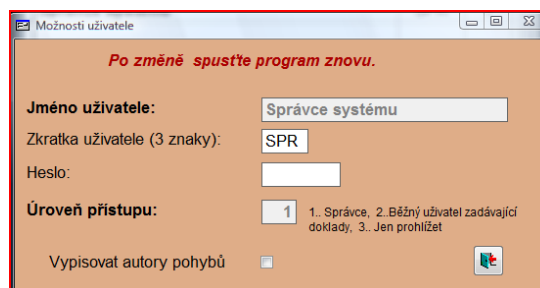 Možnosti uživatele
Po změně spusťte program znovu.
Jméno uživatele: Správce systému
Zkratka uživatele (3 znaky): SPR
Heslo:
Úroveň přístupu: 1 1.. Správce, 2..Běžný uživatel zadávající
doklady, 3.. Jen prohlížet
Vypisovat autory pohybů